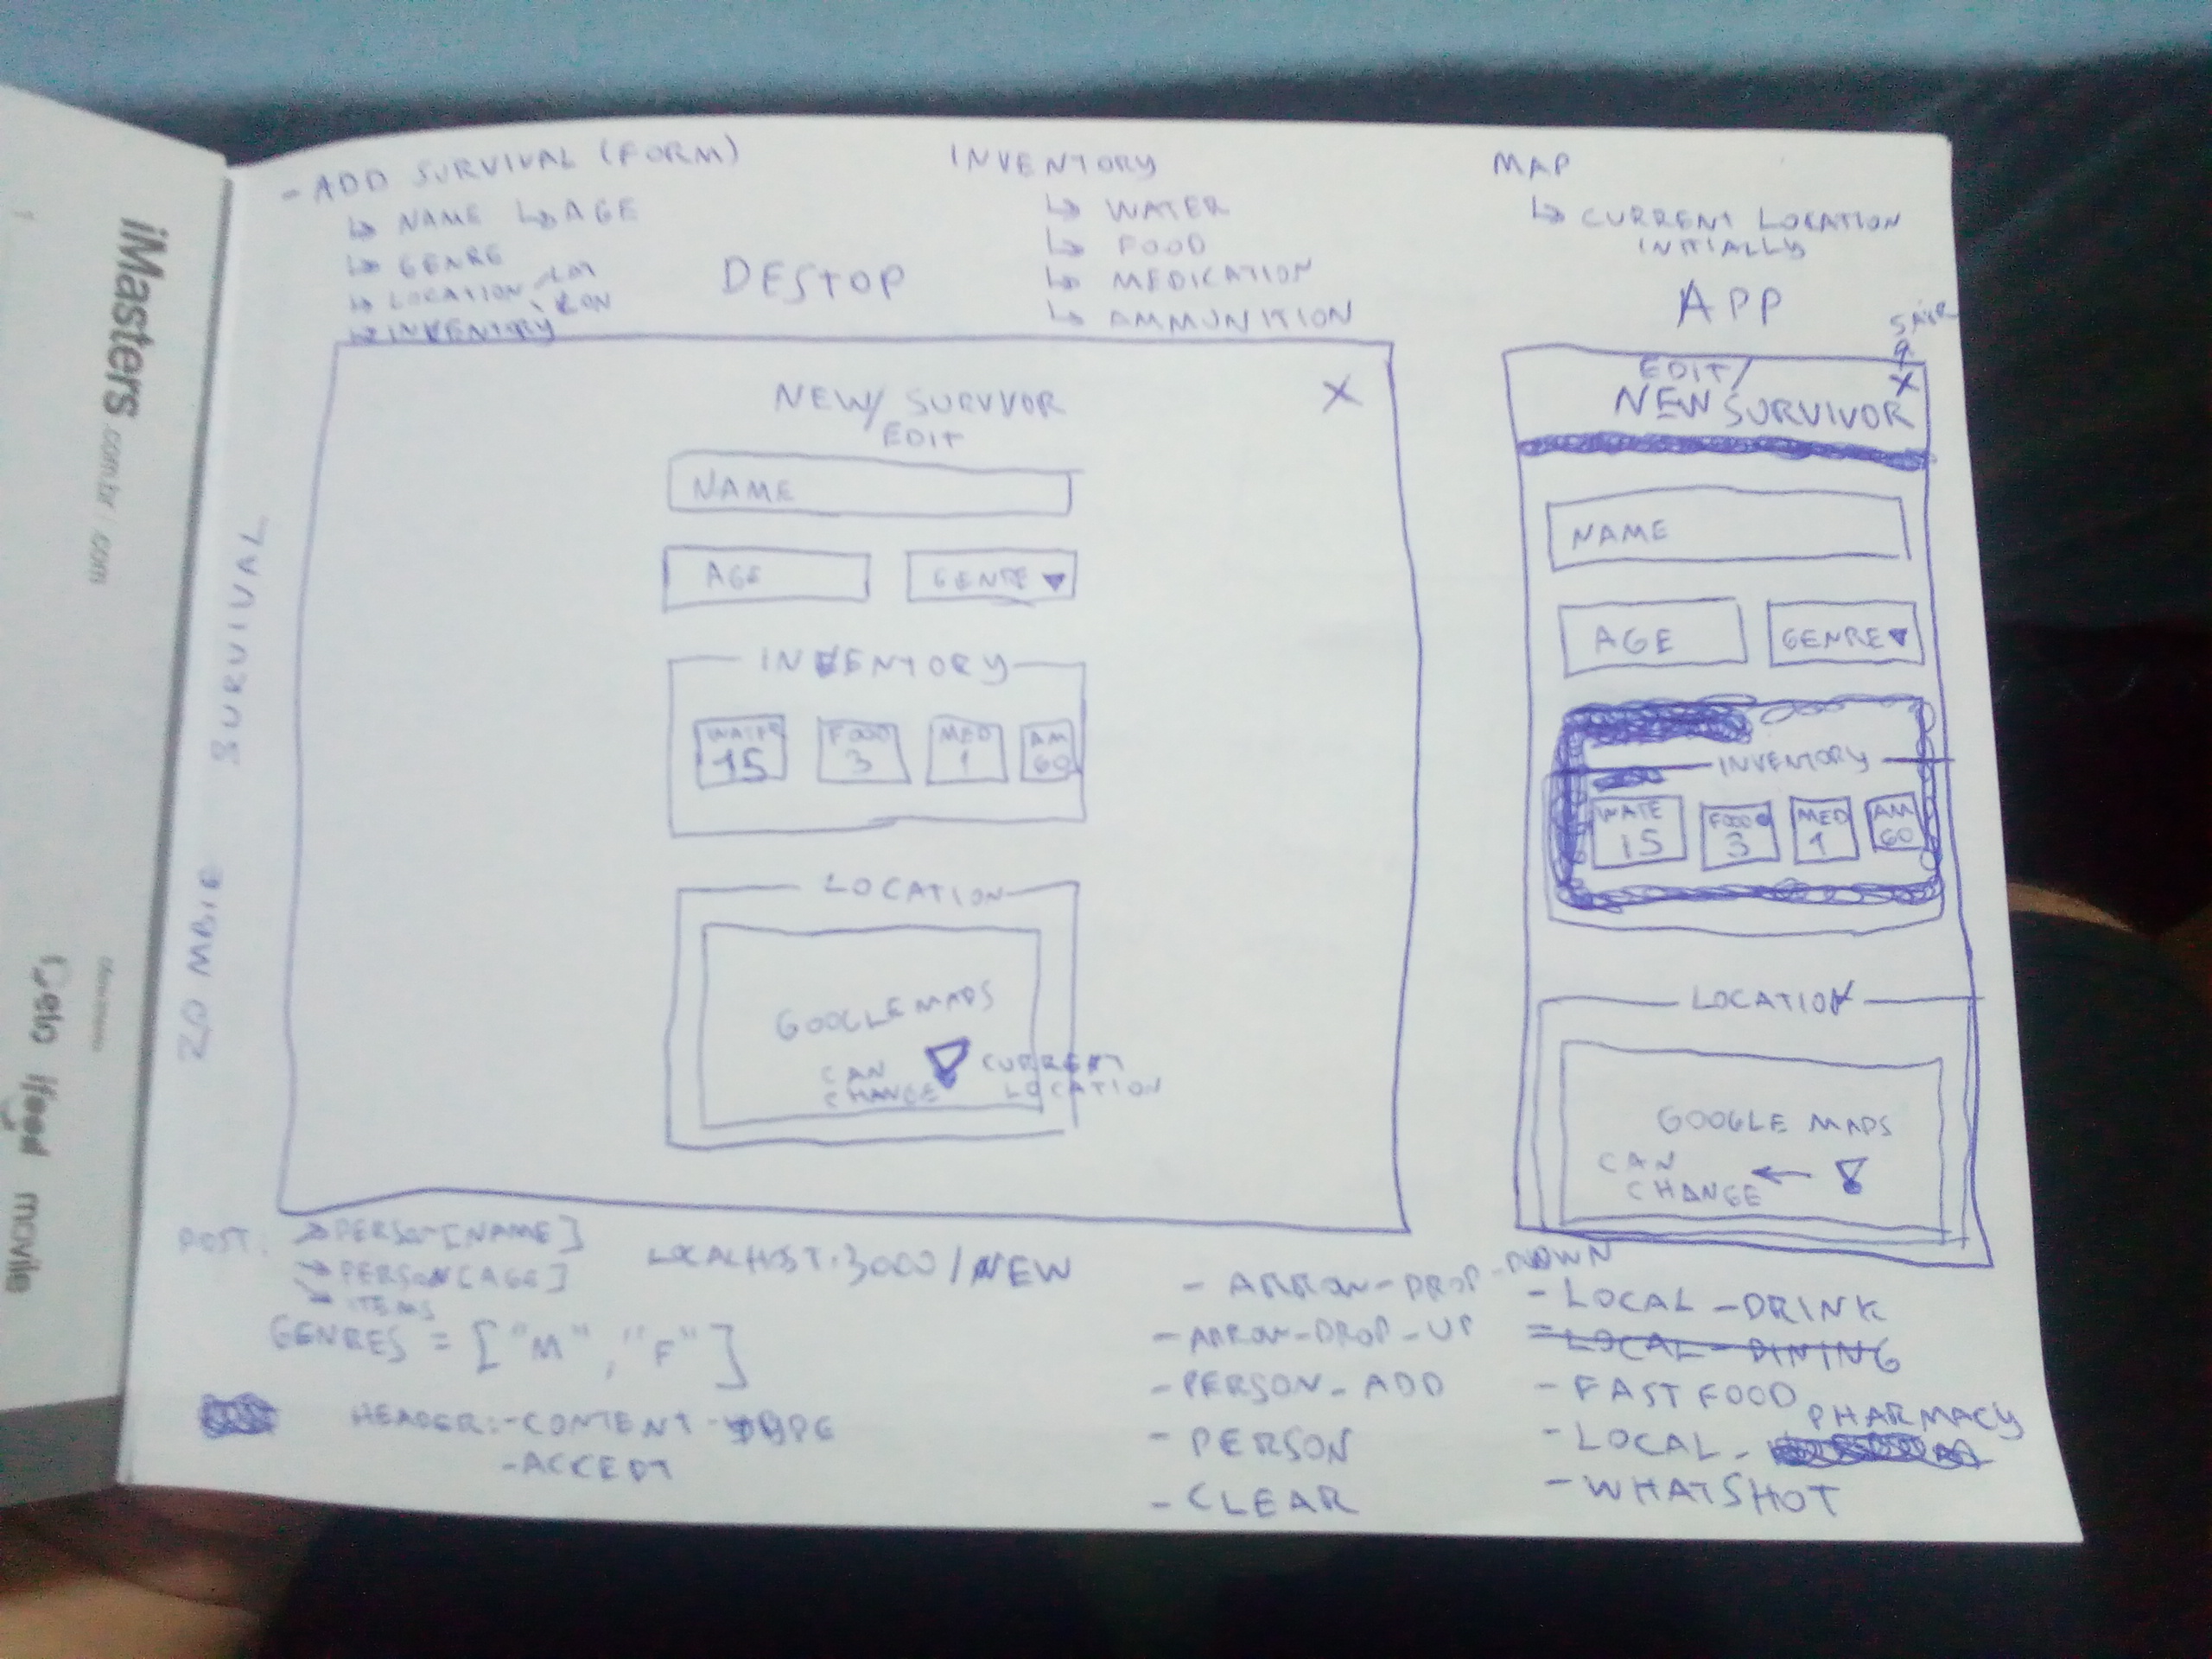 iMasters.com.br / .com
ifood
movile
ZOMBIE SURVIVAL
- ADD SURVIVAL (FORM)
↳ NAME ↳ AGE
↳ GENRE
↳ LOCATION LAT
LON
↳ INVENTORY
DESTOP
INVENTORY
↳ WATER
↳ FOOD
↳ MEDICATION
↳ AMMUNITION
MAP
↳ CURRENT LOCATION
INITIALLY
APP
SAIR
NEW/ SURVVOR X
EDIT
NAME
AGE GENRE ▼
INVENTORY
WATER FOOD MED AM
15 3 1 60
LOCATION
GOOGLE MAPS
CAN CURRENT
CHANGE LOCATION
EDIT/ X
NEW SURVIVOR
NAME
AGE GENRE ▼
INVENTORY
WATE FOOD MED AM
15 3 1 60
LOCATION
GOOGLE MAPS
CAN
CHANGE ←
POST: → PERSON[NAME]
→ PERSON[AGE]
→ ITEMS
GENRES = ["M", "F"]
HEADER: - CONTENT - TYPE
- ACCEPT
LOCALHOST:3000/NEW
- ARROW-DROP-DOWN
- ARROW-DROP-UP
- PERSON-ADD
- PERSON
- CLEAR
- LOCAL-DRINK
- LOCAL-DINING
- FASTFOOD
- LOCAL- PHARMACY
- WHATSHOT